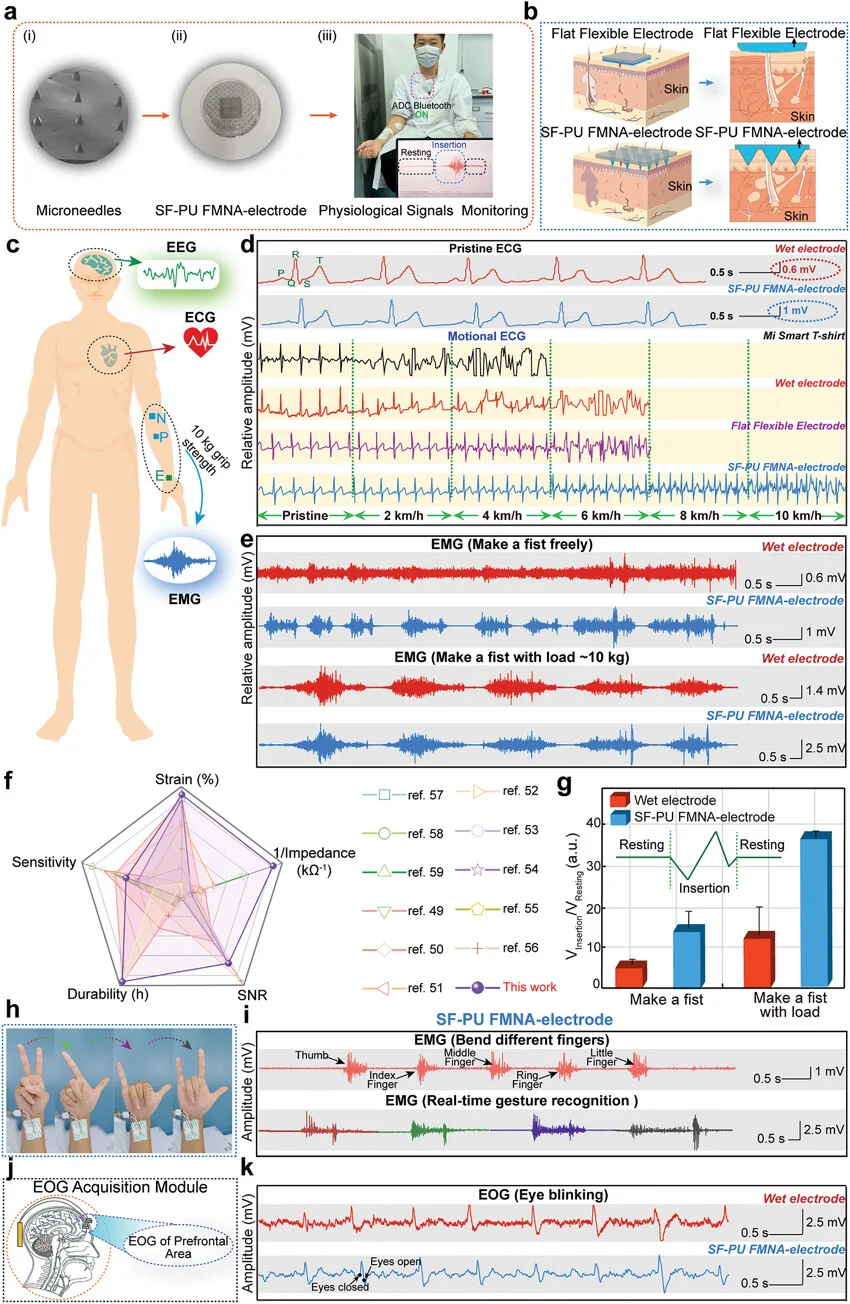 a
(i)
(ii)
(iii)
ADC Bluetooth
ON
Resting
Insertion
Microneedles
SF-PU FMNA-electrode
Physiological Signals Monitoring
b
Flat Flexible Electrode
Flat Flexible Electrode
Skin
Skin
SF-PU FMNA-electrode
SF-PU FMNA-electrode
Skin
Skin
c
EEG
ECG
N
P
E
10 kg grip
strength
EMG
d
Relative amplitude (mV)
Pristine ECG
Wet electrode
P
Q
R
S
T
0.5 s
0.6 mV
SF-PU FMNA-electrode
0.5 s
1 mV
Motional ECG
Mi Smart T-shirt
Wet electrode
Flat Flexible Electrode
SF-PU FMNA-electrode
Pristine
2 km/h
4 km/h
6 km/h
8 km/h
10 km/h
e
Relative amplitude (mV)
EMG (Make a fist freely)
Wet electrode
0.5 s
0.6 mV
SF-PU FMNA-electrode
0.5 s
1 mV
EMG (Make a fist with load ~10 kg)
Wet electrode
0.5 s
1.4 mV
SF-PU FMNA-electrode
0.5 s
2.5 mV
f
Strain (%)
1/Impedance
(kΩ-1)
SNR
Durability (h)
Sensitivity
ref. 57
ref. 52
ref. 58
ref. 53
ref. 59
ref. 54
ref. 49
ref. 55
ref. 50
ref. 56
ref. 51
This work
g
VInsertion/VResting (a.u.)
40
30
20
10
0
Wet electrode
SF-PU FMNA-electrode
Resting
Insertion
Resting
Make a fist
Make a fist
with load
h
i
SF-PU FMNA-electrode
Amplitude (mV)
EMG (Bend different fingers)
Thumb
Index
Finger
Middle
Finger
Ring
Finger
Little
Finger
0.5 s
1 mV
EMG (Real-time gesture recognition )
0.5 s
2.5 mV
j
EOG Acquisition Module
EOG of Prefrontal
Area
k
Amplitude (mV)
EOG (Eye blinking)
Wet electrode
0.5 s
2.5 mV
SF-PU FMNA-electrode
Eyes open
Eyes closed
0.5 s
2.5 mV